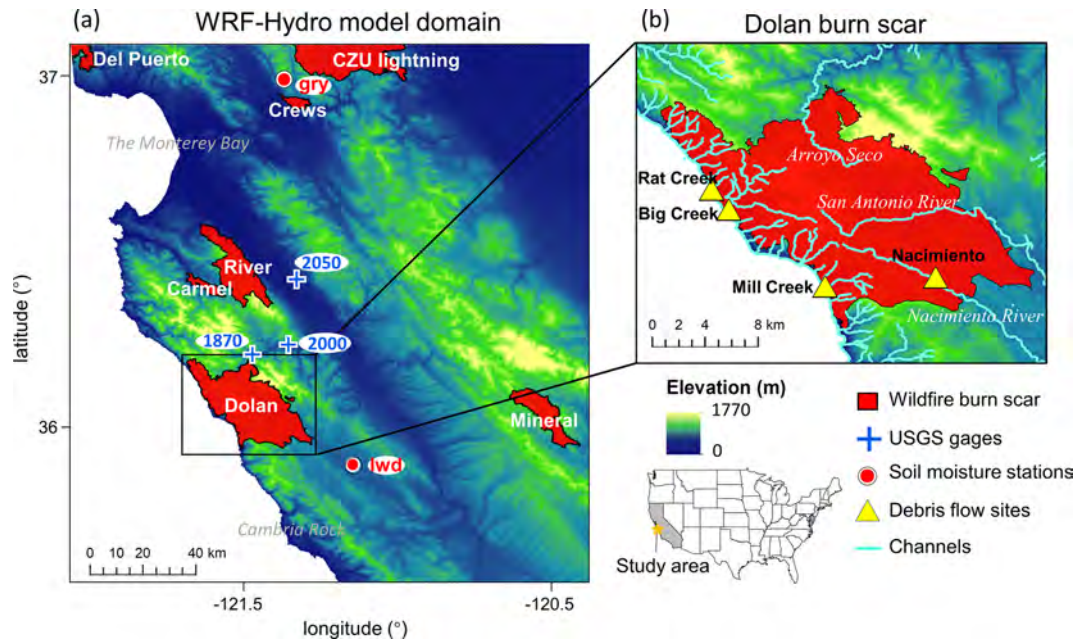 (a) WRF-Hydro model domain
Del Puerto
CZU lightning
37
gry
Crews
The Monterey Bay
River
2050
Carmel
1870
2000
Dolan
Mineral
36
lwd
Cambria Rock
0 10 20 40 km
-121.5
-120.5
latitude (°)
longitude (°)
(b) Dolan burn scar
Arroyo Seco
Rat Creek
San Antonio River
Big Creek
Nacimiento
Mill Creek
Nacimiento River
0 2 4 8 km
Elevation (m)
1770
0
Study area
Wildfire burn scar
USGS gages
Soil moisture stations
Debris flow sites
Channels